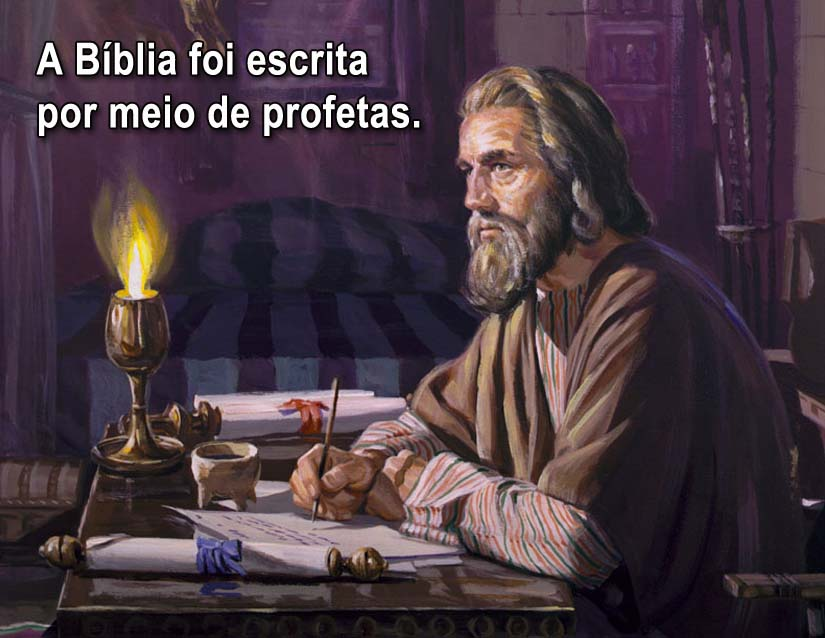 A Bíblia foi escrita
por meio de profetas.